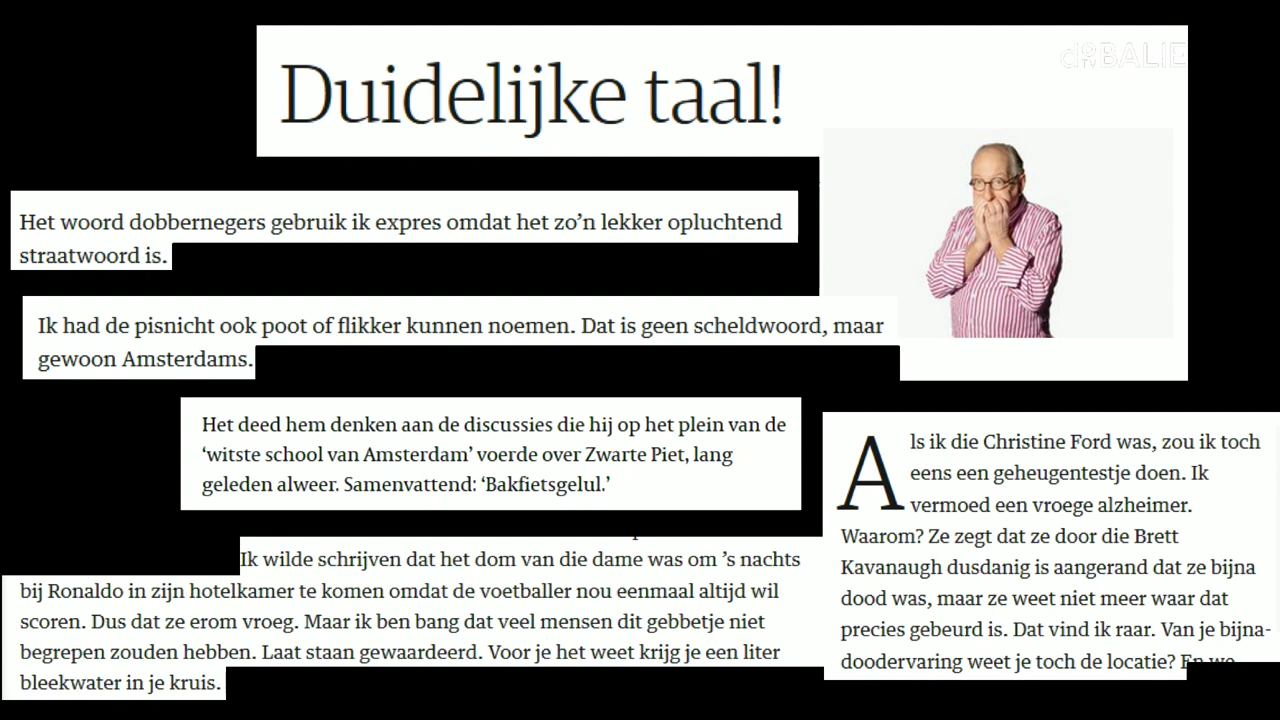 Duidelijke taal!
de BALIE
TV
Het woord dobbernegers gebruik ik expres omdat het zo’n lekker opluchtend
straatwoord is.
Ik had de pisnicht ook poot of flikker kunnen noemen. Dat is geen scheldwoord, maar
gewoon Amsterdams.
Het deed hem denken aan de discussies die hij op het plein van de
‘witste school van Amsterdam’ voerde over Zwarte Piet, lang
geleden alweer. Samenvattend: ‘Bakfietsgelul.’
Ik wilde schrijven dat het dom van die dame was om ’s nachts
bij Ronaldo in zijn hotelkamer te komen omdat de voetballer nou eenmaal altijd wil
scoren. Dus dat ze erom vroeg. Maar ik ben bang dat veel mensen dit gebbetje niet
begrepen zouden hebben. Laat staan gewaardeerd. Voor je het weet krijg je een liter
bleekwater in je kruis.
Als ik die Christine Ford was, zou ik toch
eens een geheugentestje doen. Ik
vermoed een vroege alzheimer.
Waarom? Ze zegt dat ze door die Brett
Kavanaugh dusdanig is aangerand dat ze bijna
dood was, maar ze weet niet meer waar dat
precies gebeurd is. Dat vind ik raar. Van je bijna-
doodervaring weet je toch de locatie? En we